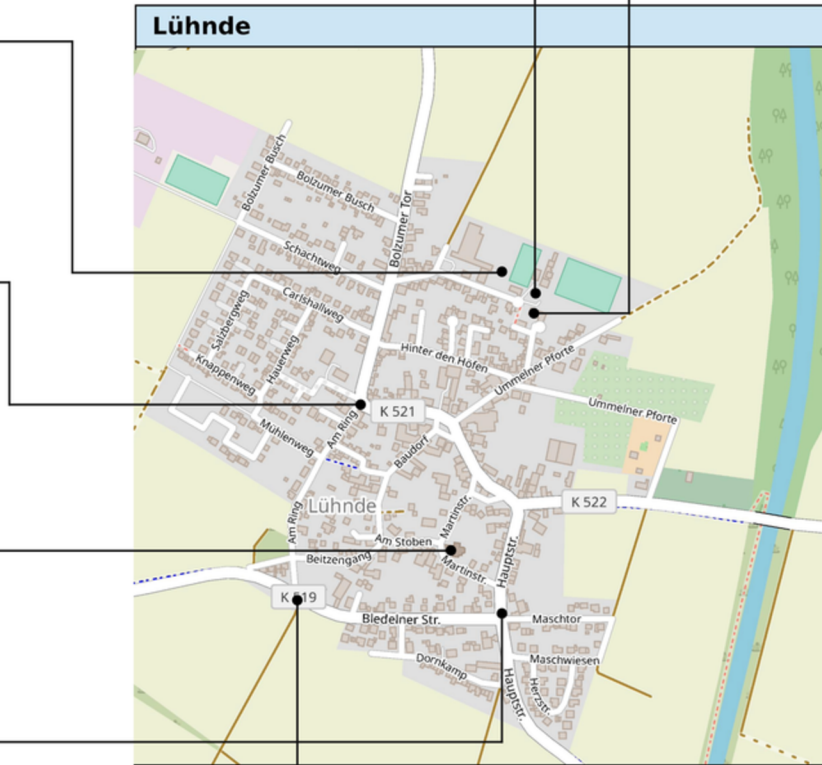 Lühnde
Bolzumer Busch
Bolzumer Busch
Bolzumer Tor
Schachtweg
Carlshallweg
Salzbergweg
Hauerweg
Hinter den Höfen
Ummelner Pforte
Knappenweg
Ummelner Pforte
K 521
Am Ring
Mühlenweg
Baudorf
K 522
Lühnde
Martinstr.
Am Ring
Am Stoben
Hauptstr.
Beitzengang
Martinstr.
K 519
Bledelner Str.
Maschtor
Dornkamp
Maschwiesen
Hauptstr.
Herzstr.